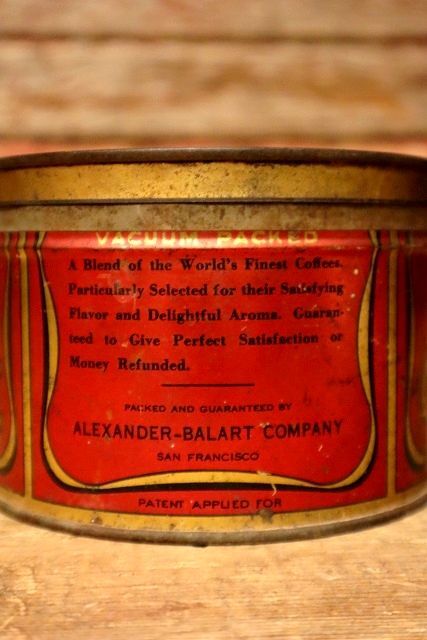 VACUUM PACKED
A Blend of the World's Finest Coffees.
Particularly Selected for their Satisfying
Flavor and Delightful Aroma. Guaran-
teed to Give Perfect Satisfaction or
Money Refunded.
PACKED AND GUARANTEED BY
ALEXANDER-BALART COMPANY
SAN FRANCISCO
PATENT APPLIED FOR